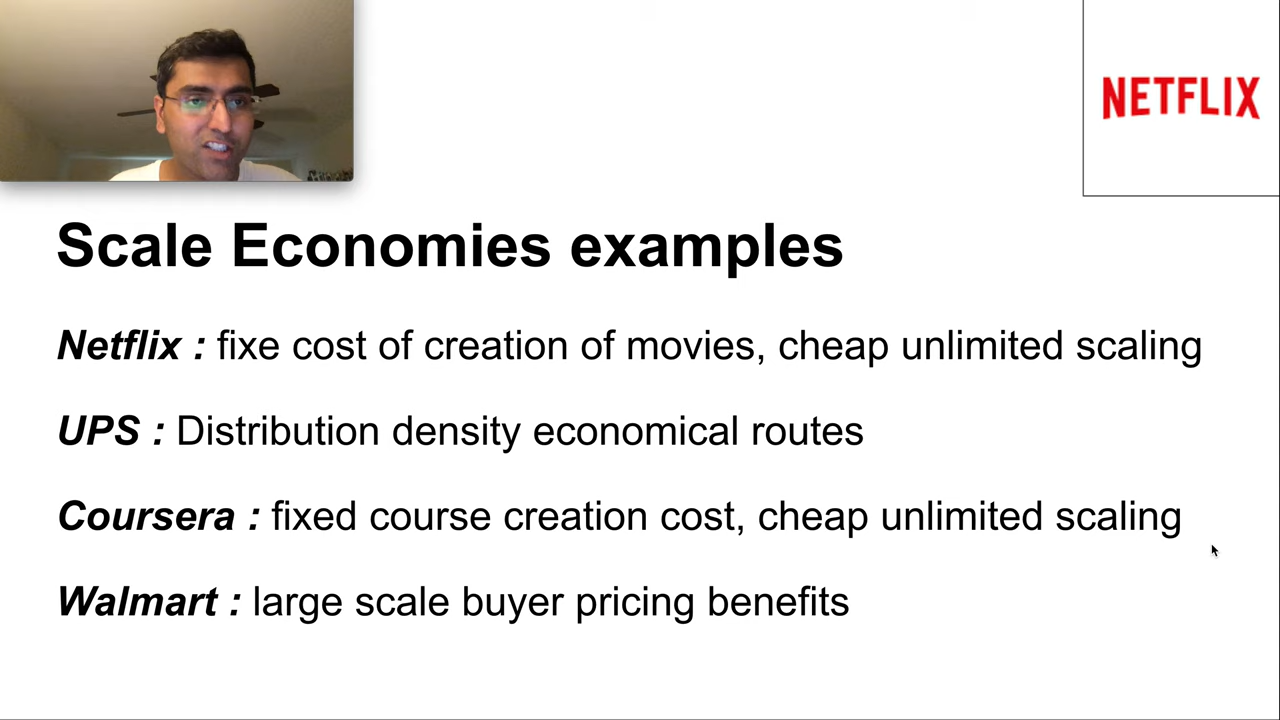 NETFLIX
Scale Economies examples
Netflix : fixe cost of creation of movies, cheap unlimited scaling
UPS : Distribution density economical routes
Coursera : fixed course creation cost, cheap unlimited scaling
Walmart : large scale buyer pricing benefits